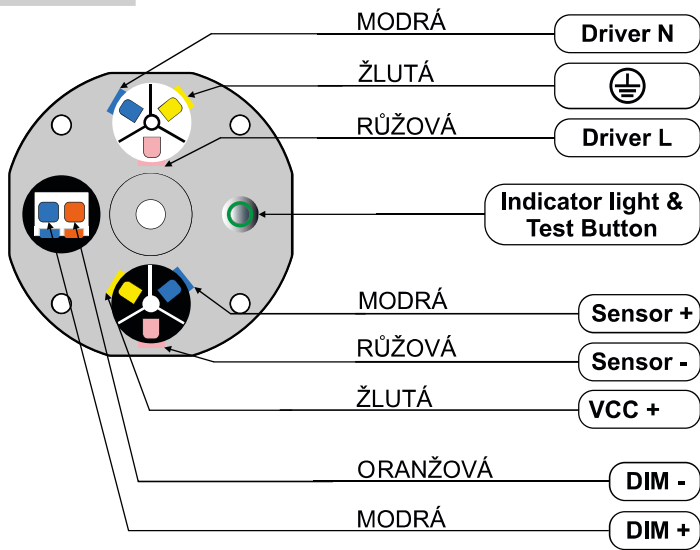 MODRÁ Driver N
ŽLUTÁ
RŮŽOVÁ Driver L
Indicator light &
Test Button
MODRÁ Sensor +
RŮŽOVÁ Sensor -
ŽLUTÁ VCC +
ORANŽOVÁ DIM -
MODRÁ DIM +